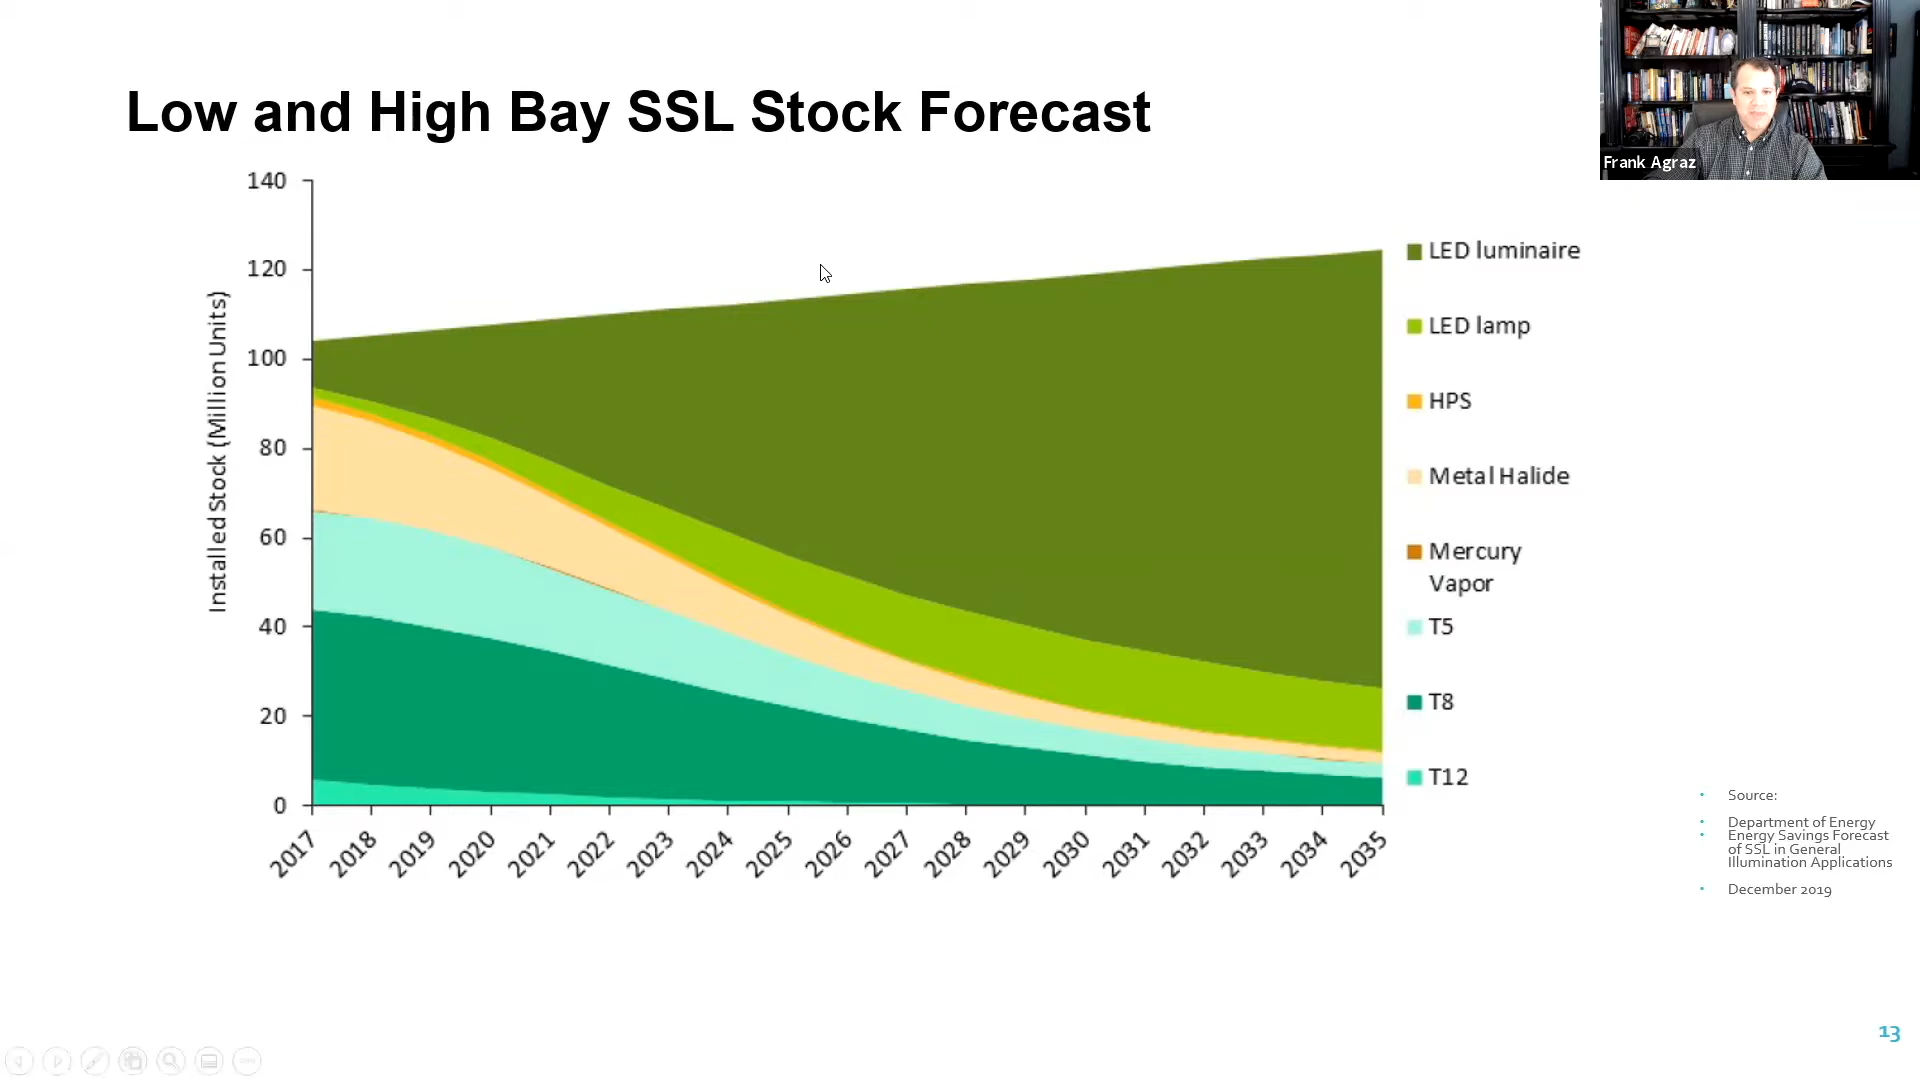 Low and High Bay SSL Stock Forecast
Frank Agraz
Installed Stock (Million Units)
140
120
100
80
60
40
20
0
2017
2018
2019
2020
2021
2022
2023
2024
2025
2026
2027
2028
2029
2030
2031
2032
2033
2034
2035
LED luminaire
LED lamp
HPS
Metal Halide
Mercury
Vapor
T5
T8
T12
• Source:
• Department of Energy
• Energy Savings Forecast
of SSL in General
Illumination Applications
• December 2019
13